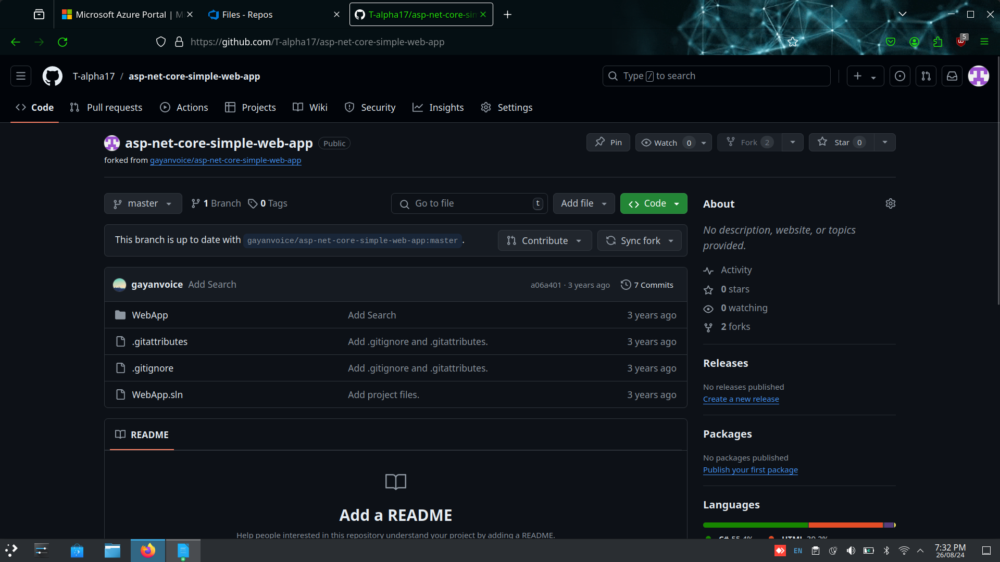 Microsoft Azure Portal | M
Files - Repos
T-alpha17/asp-net-core-sim
https://github.com/T-alpha17/asp-net-core-simple-web-app
5
T-alpha17 / asp-net-core-simple-web-app
Type / to search
Code
Pull requests
Actions
Projects
Wiki
Security
Insights
Settings
asp-net-core-simple-web-app Public
Pin
Watch 0
Fork 2
Star 0
forked from gayanvoice/asp-net-core-simple-web-app
master
1 Branch
0 Tags
Go to file t
Add file
Code
This branch is up to date with gayanvoice/asp-net-core-simple-web-app:master .
Contribute
Sync fork
gayanvoice Add Search a06a401 · 3 years ago 7 Commits
WebApp Add Search 3 years ago
.gitattributes Add .gitignore and .gitattributes. 3 years ago
.gitignore Add .gitignore and .gitattributes. 3 years ago
WebApp.sln Add project files. 3 years ago
README
Add a README
Help people interested in this repository understand your project by adding a README.
About
No description, website, or topics
provided.
Activity
0 stars
0 watching
2 forks
Releases
No releases published
Create a new release
Packages
No packages published
Publish your first package
Languages
C# 55.4% HTML 39.2%
EN
7:32 PM
26/08/24